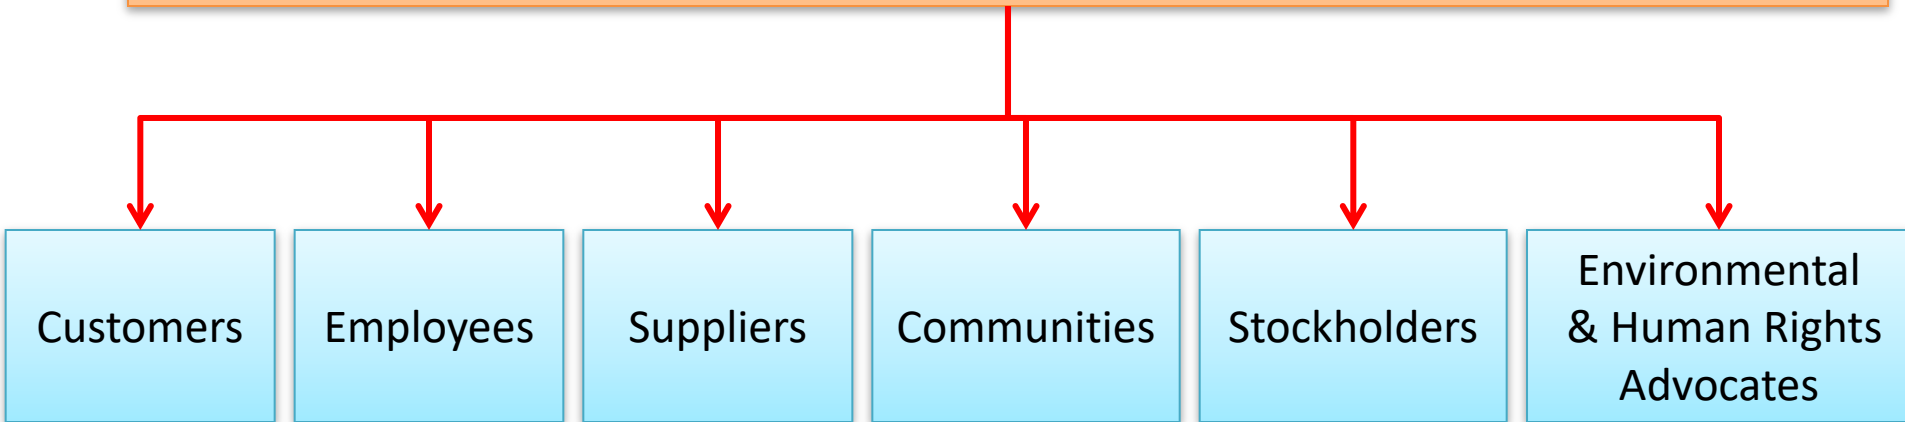 Customers
Employees
Suppliers
Communities
Stockholders
Environmental
& Human Rights
Advocates